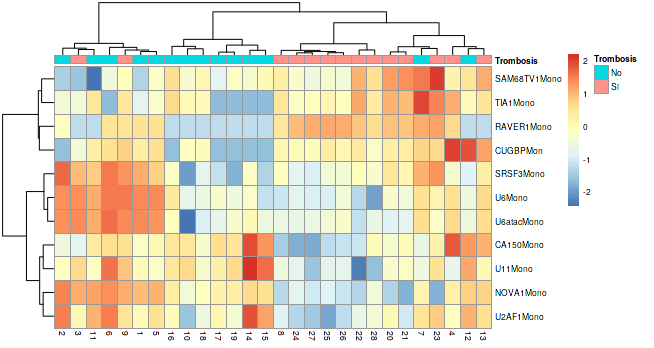 Trombosis
Trombosis
No
SI
2
1
0
-1
-2
SAM68TV1Mono
TIA1Mono
RAVER1Mono
CUGBPMon
SRSF3Mono
U6Mono
U6atacMono
CA150Mono
U11Mono
NOVA1Mono
U2AF1Mono
2 3 11 6 9 1 5 16 10 18 17 19 14 15 8 24 27 25 26 22 28 20 21 7 23 4 12 13